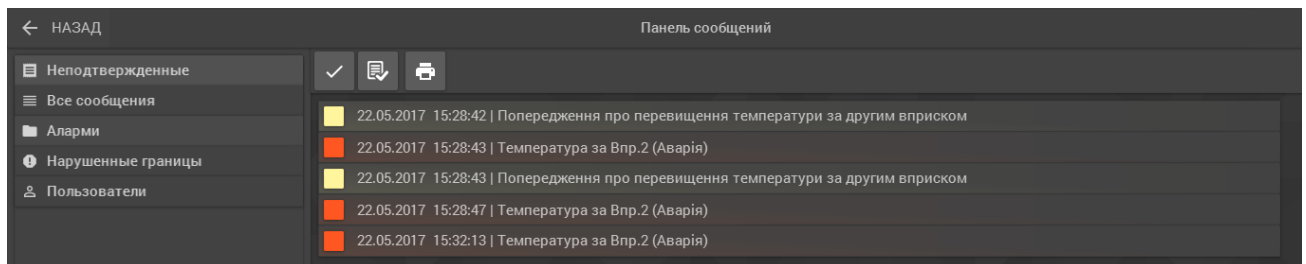 НАЗАД
Панель сообщений
Неподтвержденные
Все сообщения
Аларми
Нарушенные границы
Пользователи
22.05.2017 15:28:42 | Попередження про перевищення температури за другим вприском
22.05.2017 15:28:43 | Температура за Впр.2 (Аварія)
22.05.2017 15:28:43 | Попередження про перевищення температури за другим вприском
22.05.2017 15:28:47 | Температура за Впр.2 (Аварія)
22.05.2017 15:32:13 | Температура за Впр.2 (Аварія)